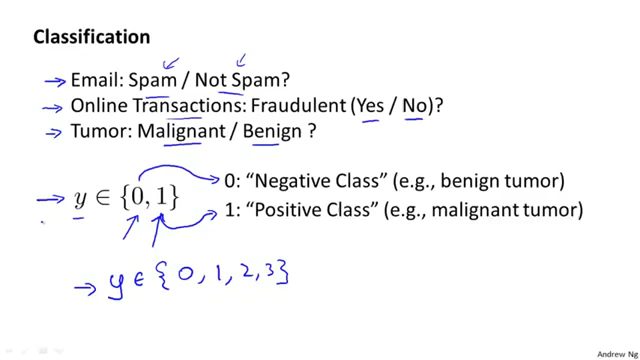 Classification
→ Email: Spam / Not Spam?
→ Online Transactions: Fraudulent (Yes / No)?
→ Tumor: Malignant / Benign ?
→ y ∈ {0, 1}
0: “Negative Class” (e.g., benign tumor)
1: “Positive Class” (e.g., malignant tumor)
→ y ∈ {0, 1, 2, 3}
Andrew Ng